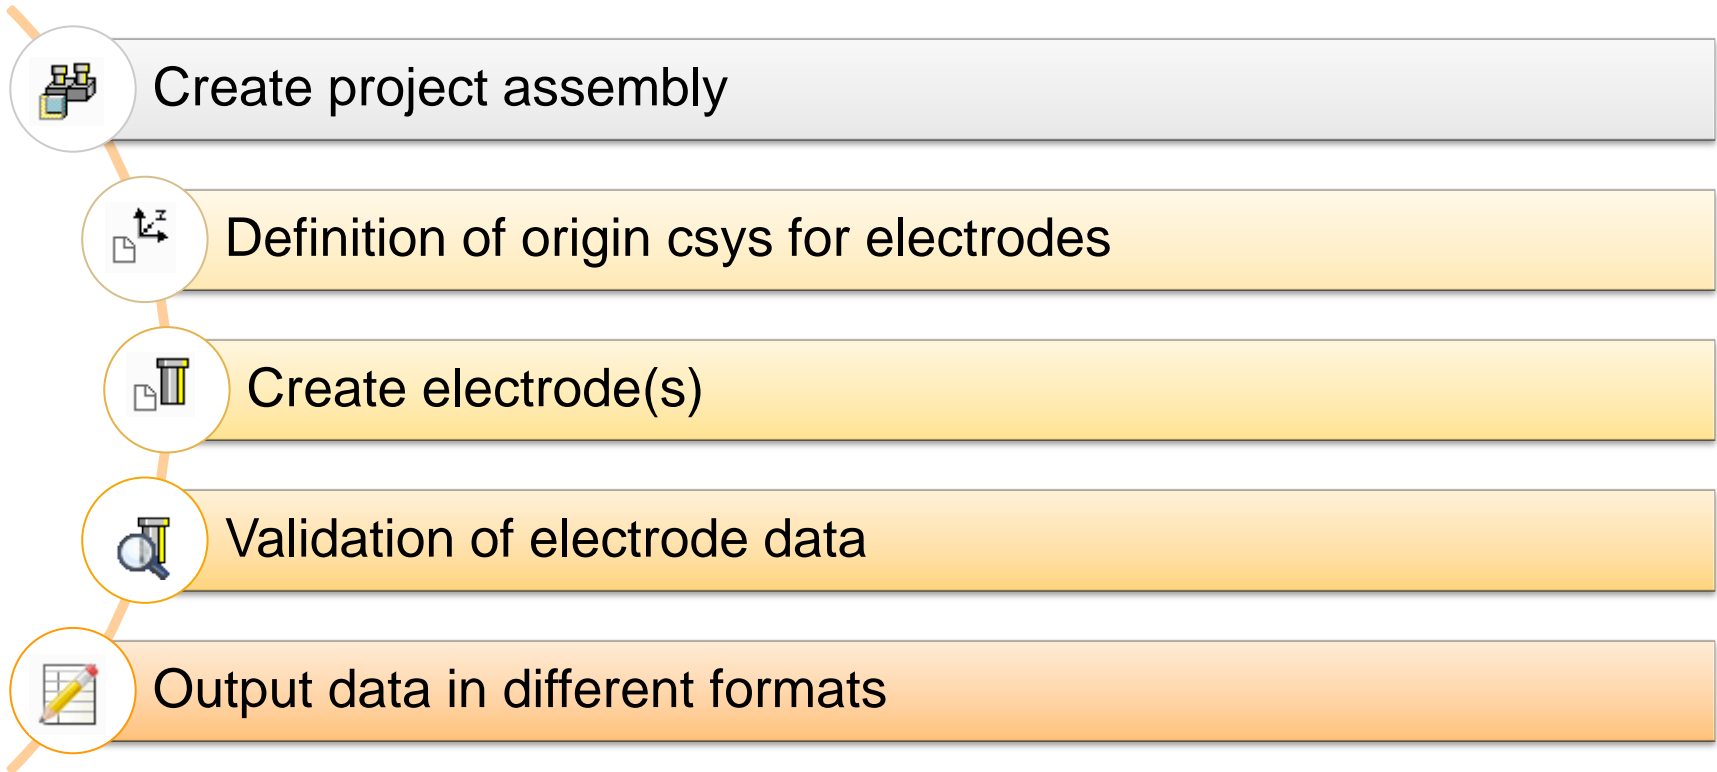 Create project assembly
Definition of origin csys for electrodes
Create electrode(s)
Validation of electrode data
Output data in different formats